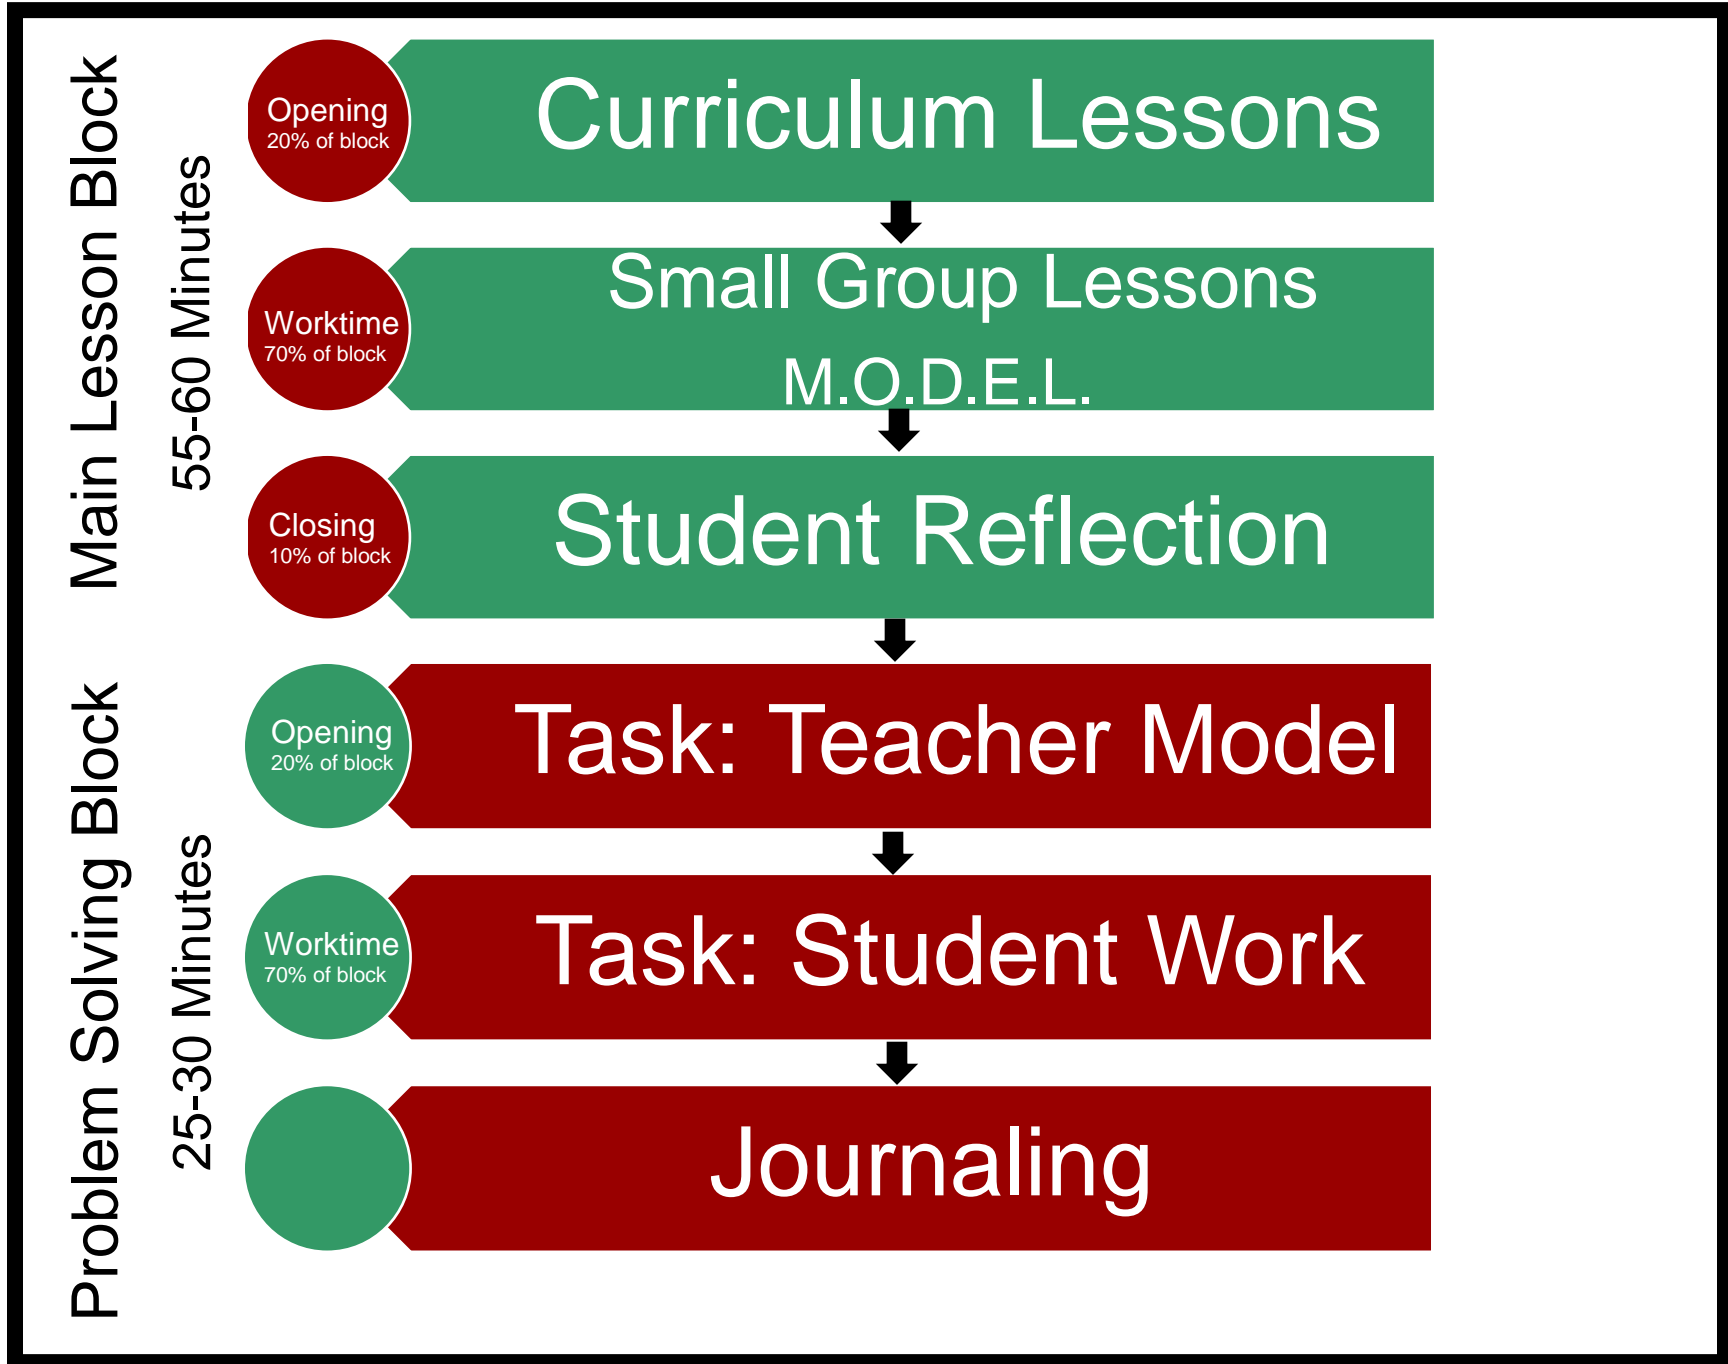 Main Lesson Block
55-60 Minutes
Opening
20% of block
Curriculum Lessons
Worktime
70% of block
Small Group Lessons
M.O.D.E.L.
Closing
10% of block
Student Reflection
Problem Solving Block
25-30 Minutes
Opening
20% of block
Task: Teacher Model
Worktime
70% of block
Task: Student Work
Journaling